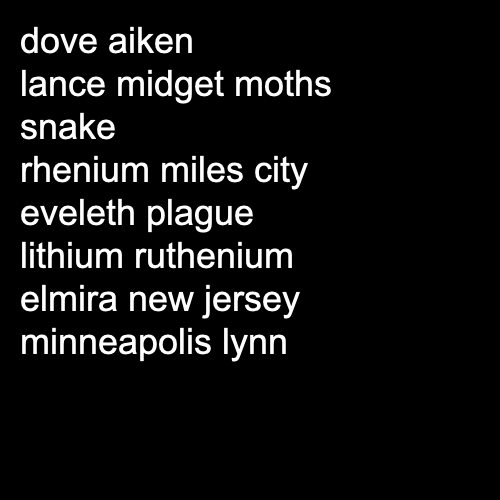 dove aiken
lance midget moths
snake
rhenium miles city
eveleth plague
lithium ruthenium
elmira new jersey
minneapolis lynn